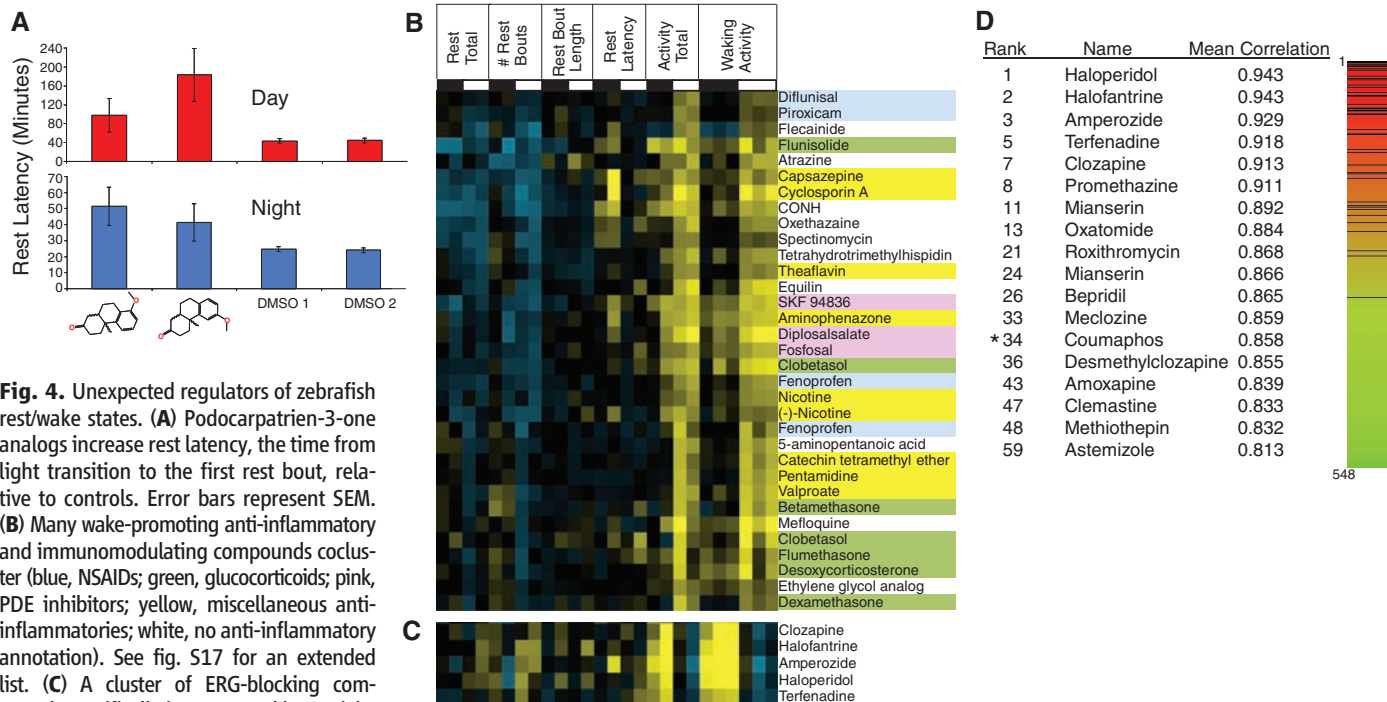 A
Rest Latency (Minutes)
240
200
160
120
80
40
0
Day
70
60
50
40
30
20
10
0
Night
DMSO 1
DMSO 2
Fig. 4. Unexpected regulators of zebrafish
rest/wake states. (A) Podocarpatrien-3-one
analogs increase rest latency, the time from
light transition to the first rest bout, rela-
tive to controls. Error bars represent SEM.
(B) Many wake-promoting anti-inflammatory
and immunomodulating compounds coclus-
ter (blue, NSAIDs; green, glucocorticoids; pink,
PDE inhibitors; yellow, miscellaneous anti-
inflammatories; white, no anti-inflammatory
annotation). See fig. S17 for an extended
list. (C) A cluster of ERG-blocking com-
B
Rest Total
# Rest Bouts
Rest Bout Length
Rest Latency
Activity Total
Waking Activity
Diflunisal
Piroxicam
Flecainide
Flunisolide
Atrazine
Capsazepine
Cyclosporin A
CONH
Oxethazaine
Spectinomycin
Tetrahydrotrimethylhispidin
Theaflavin
Equilin
SKF 94836
Aminophenazone
Diplosalsalate
Fosfosal
Clobetasol
Fenoprofen
Nicotine
(-)-Nicotine
Fenoprofen
5-aminopentanoic acid
Catechin tetramethyl ether
Pentamidine
Valproate
Betamethasone
Mefloquine
Clobetasol
Flumethasone
Desoxycorticosterone
Ethylene glycol analog
Dexamethasone
C
Clozapine
Halofantrine
Amperozide
Haloperidol
Terfenadine
D
Rank Name Mean Correlation
1 Haloperidol 0.943
2 Halofantrine 0.943
3 Amperozide 0.929
5 Terfenadine 0.918
7 Clozapine 0.913
8 Promethazine 0.911
11 Mianserin 0.892
13 Oxatomide 0.884
21 Roxithromycin 0.868
24 Mianserin 0.866
26 Bepridil 0.865
33 Meclozine 0.859
*34 Coumaphos 0.858
36 Desmethylclozapine 0.855
43 Amoxapine 0.839
47 Clemastine 0.833
48 Methiothepin 0.832
59 Astemizole 0.813
1
548